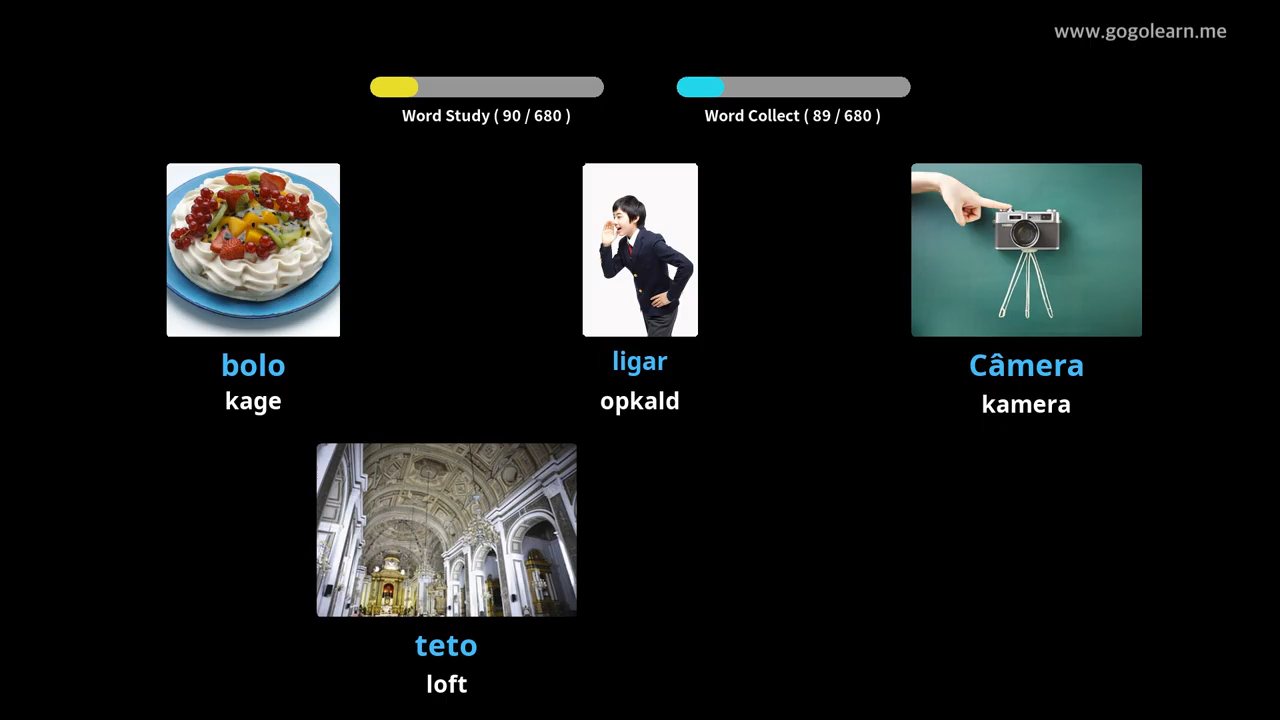 www.gogolearn.me
Word Study ( 90 / 680 )
Word Collect ( 89 / 680 )
bolo
kage
ligar
opkald
Câmera
kamera
teto
loft